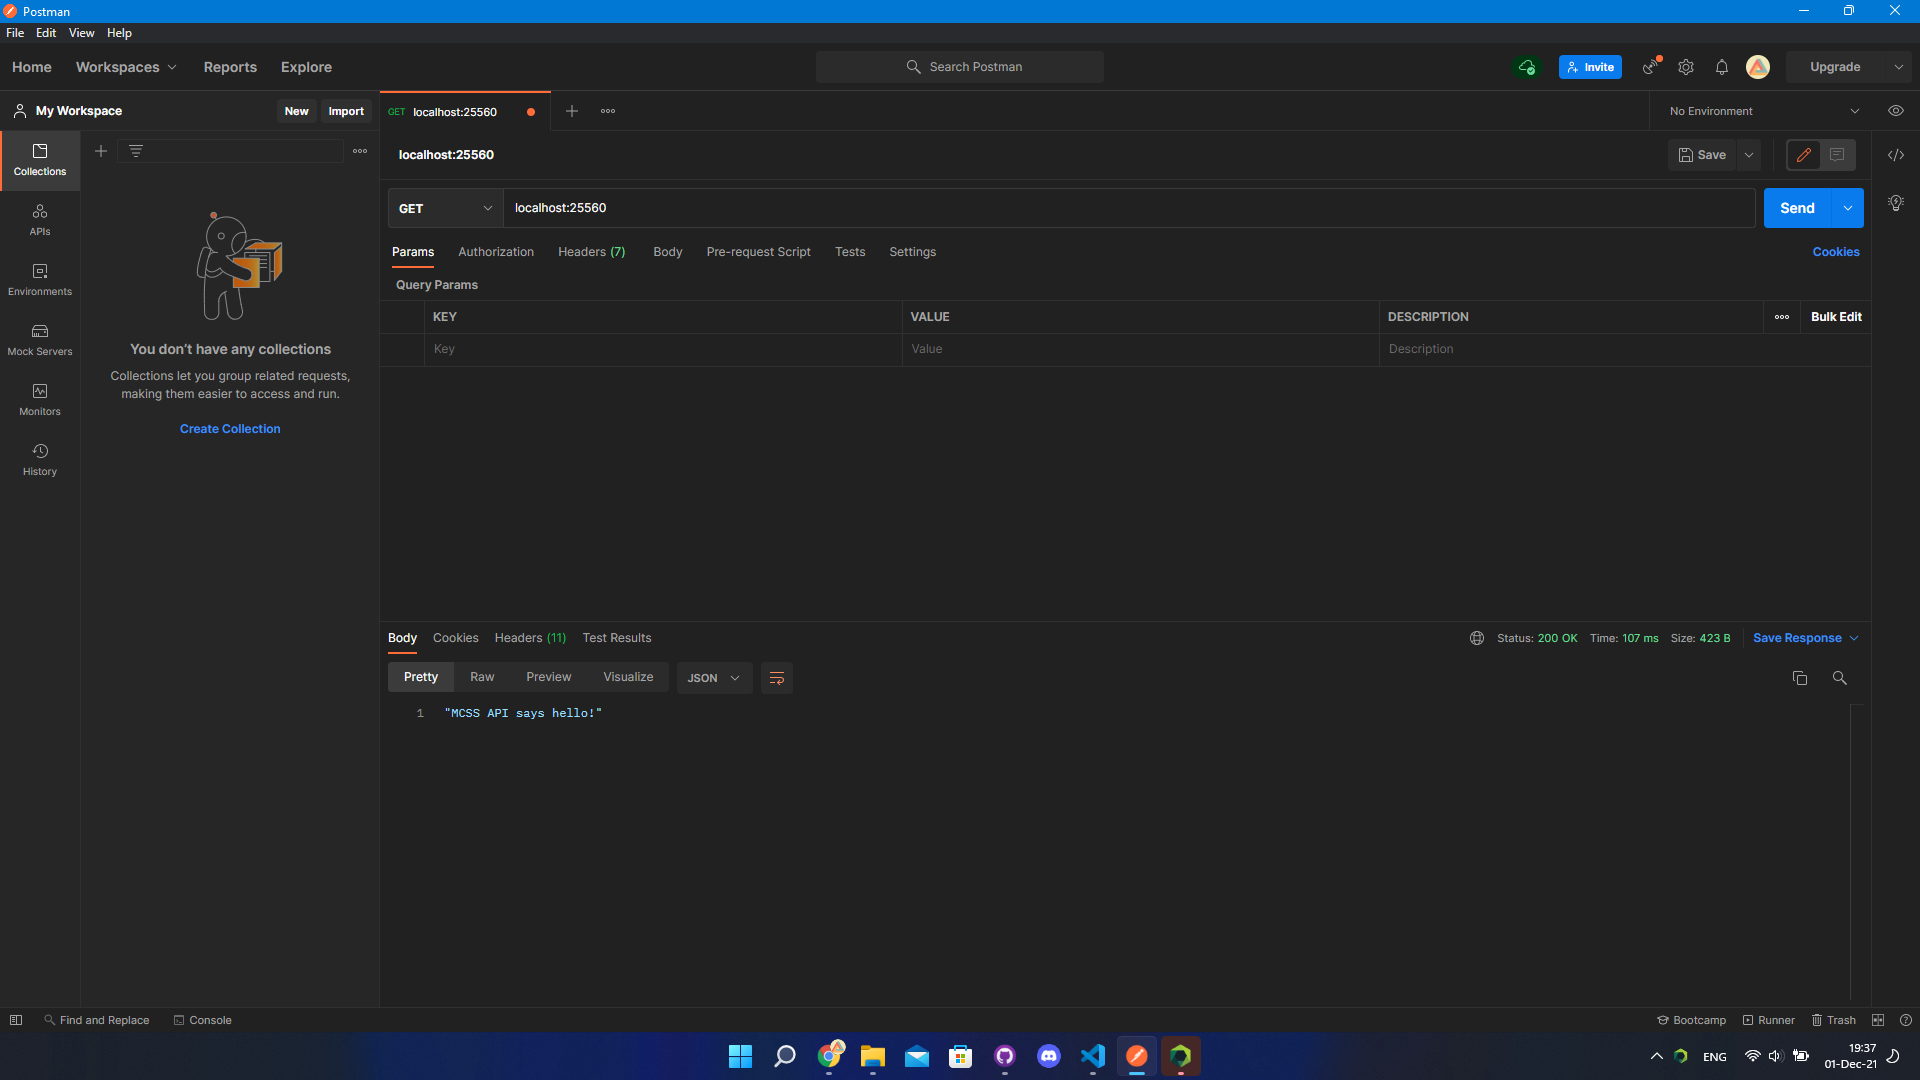 Postman
File Edit View Help
Home Workspaces Reports Explore
Search Postman
Invite
Upgrade
My Workspace
New Import
GET localhost:25560
No Environment
Collections
APIs
Environments
Mock Servers
Monitors
History
You don't have any collections
Collections let you group related requests,
making them easier to access and run.
Create Collection
localhost:25560
Save
GET localhost:25560
Send
Params Authorization Headers (7) Body Pre-request Script Tests Settings
Cookies
Query Params
KEY VALUE DESCRIPTION Bulk Edit
Key Value Description
Body Cookies Headers (11) Test Results
Status: 200 OK Time: 107 ms Size: 423 B Save Response
Pretty Raw Preview Visualize JSON
1 "MCSS API says hello!"
Find and Replace Console
Bootcamp Runner Trash
ENG
19:37
01-Dec-21